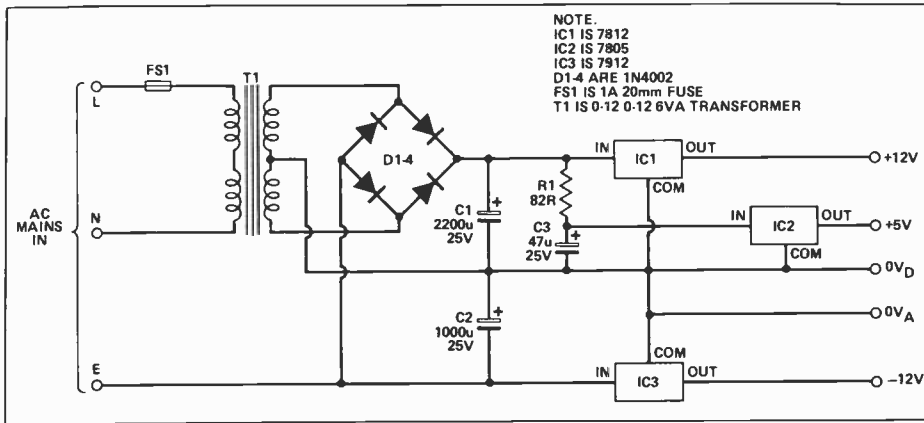 NOTE.
IC1 IS 7812
IC2 IS 7805
IC3 IS 7912
D1-4 ARE 1N4002
FS1 IS 1A 20mm FUSE
T1 IS 0-12 0-12 6VA TRANSFORMER
FS1
T1
L
D1-4
IN
IC1
OUT
+12V
COM
R1
82R
C1
2200u
25V
+
C3
47u
25V
+
IN
IC2
OUT
+5V
COM
AC
MAINS
IN
N
0VD
0VA
C2
1000u
25V
+
COM
E
IN
IC3
OUT
-12V